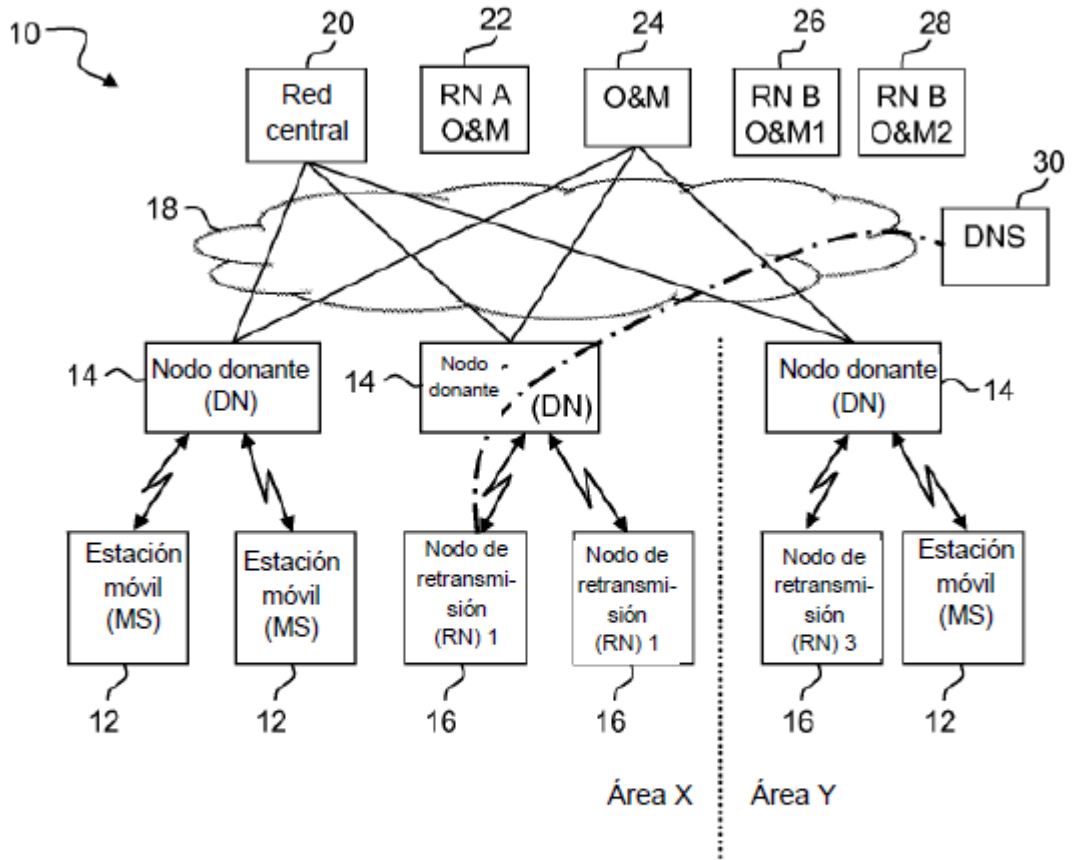 10
20
22
24
26
28
Red
central
RN A
O&M
O&M
RN B
O&M1
RN B
O&M2
18
30
DNS
14
Nodo donante
(DN)
14
Nodo
donante
(DN)
Nodo donante
(DN)
14
Estación
móvil
(MS)
Estación
móvil
(MS)
Nodo de
retransmi-
sión
(RN) 1
Nodo de
retransmi-
sión
(RN) 1
Nodo de
retransmi-
sión
(RN) 3
Estación
móvil
(MS)
12
12
16
16
16
12
Área X
Área Y